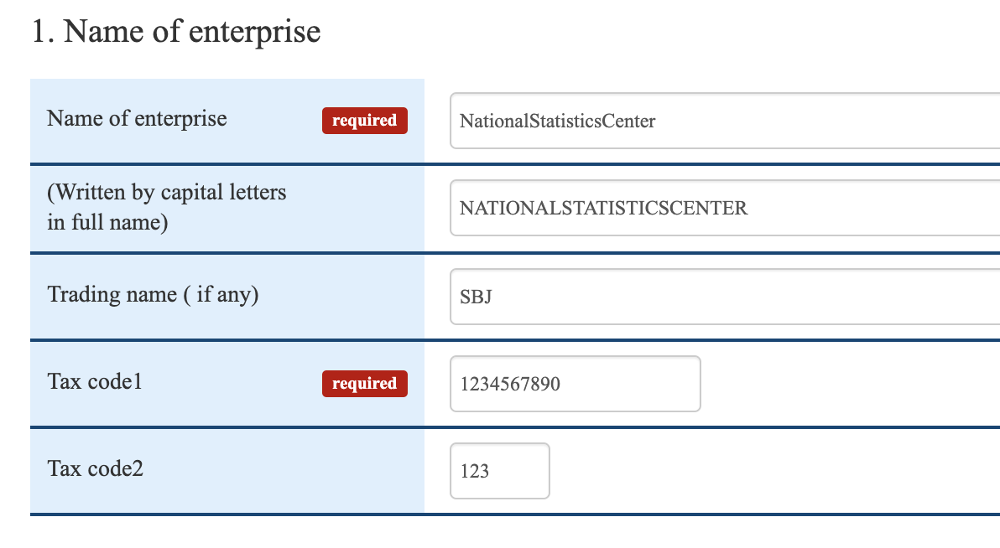 1. Name of enterprise
Name of enterprise required NationalStatisticsCenter
(Written by capital letters
in full name)
NATIONALSTATISTICSCENTER
Trading name ( if any) SBJ
Tax code1 required 1234567890
Tax code2 123